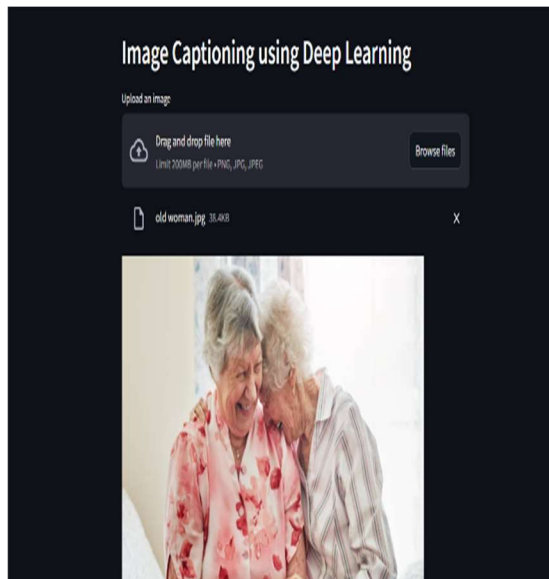 Image Captioning using Deep Learning
Upload an image
Drag and drop file here
Limit 200MB per file • PNG, JPG, JPEG
Browse files
old woman.jpg 38.4KB
X